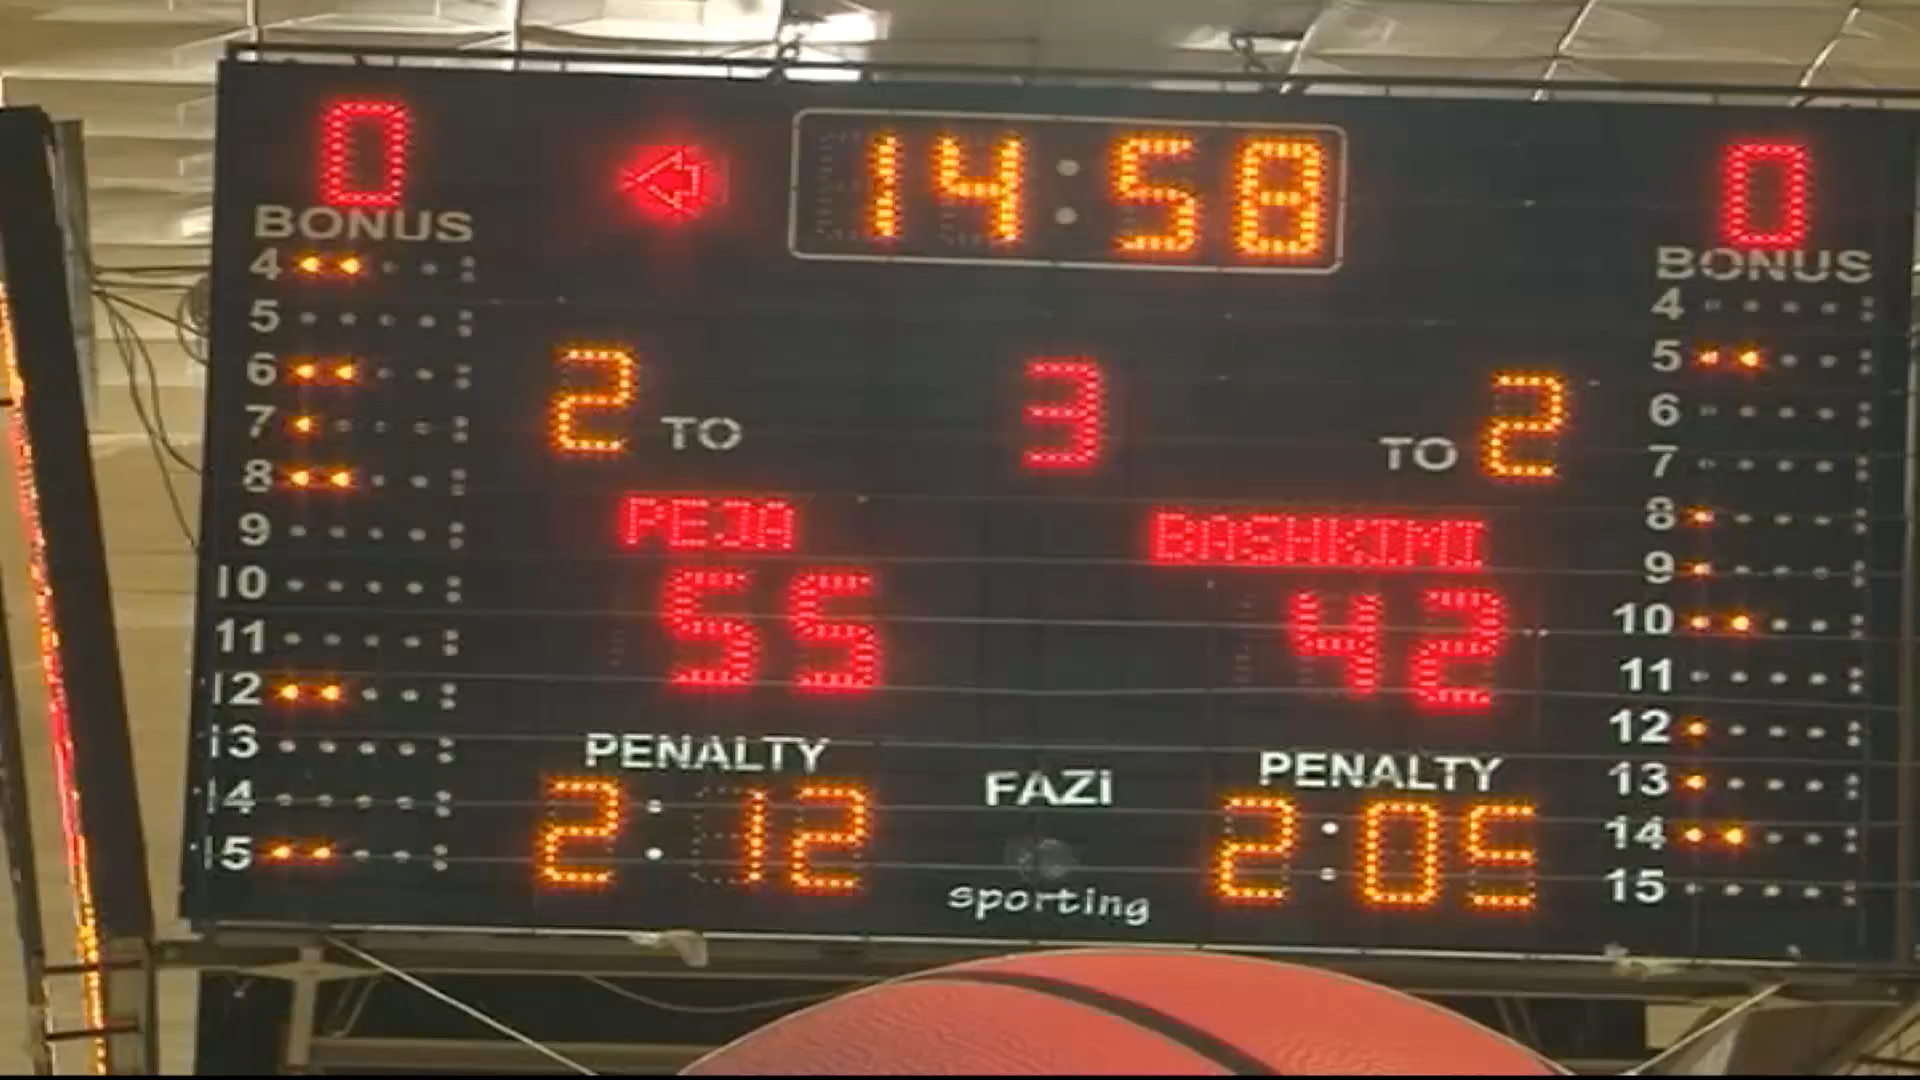 0 14:58 0
BONUS BONUS
4 4
5 5
6 6
2 TO 3 TO 2
7 7
8 8
PEJA BASHKIMI
9 9
55 42
10 10
11 11
12 12
13 13
PENALTY FAZi PENALTY
14 14
2:12 2:05
15 15
sporting